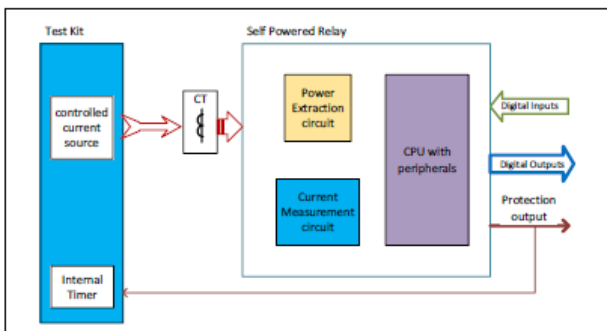 Test Kit
Self Powered Relay
controlled
current
source
CT
Power
Extraction
circuit
CPU with
peripherals
Digital Inputs
Digital Outputs
Current
Measurement
circuit
Protection
output
Internal
Timer